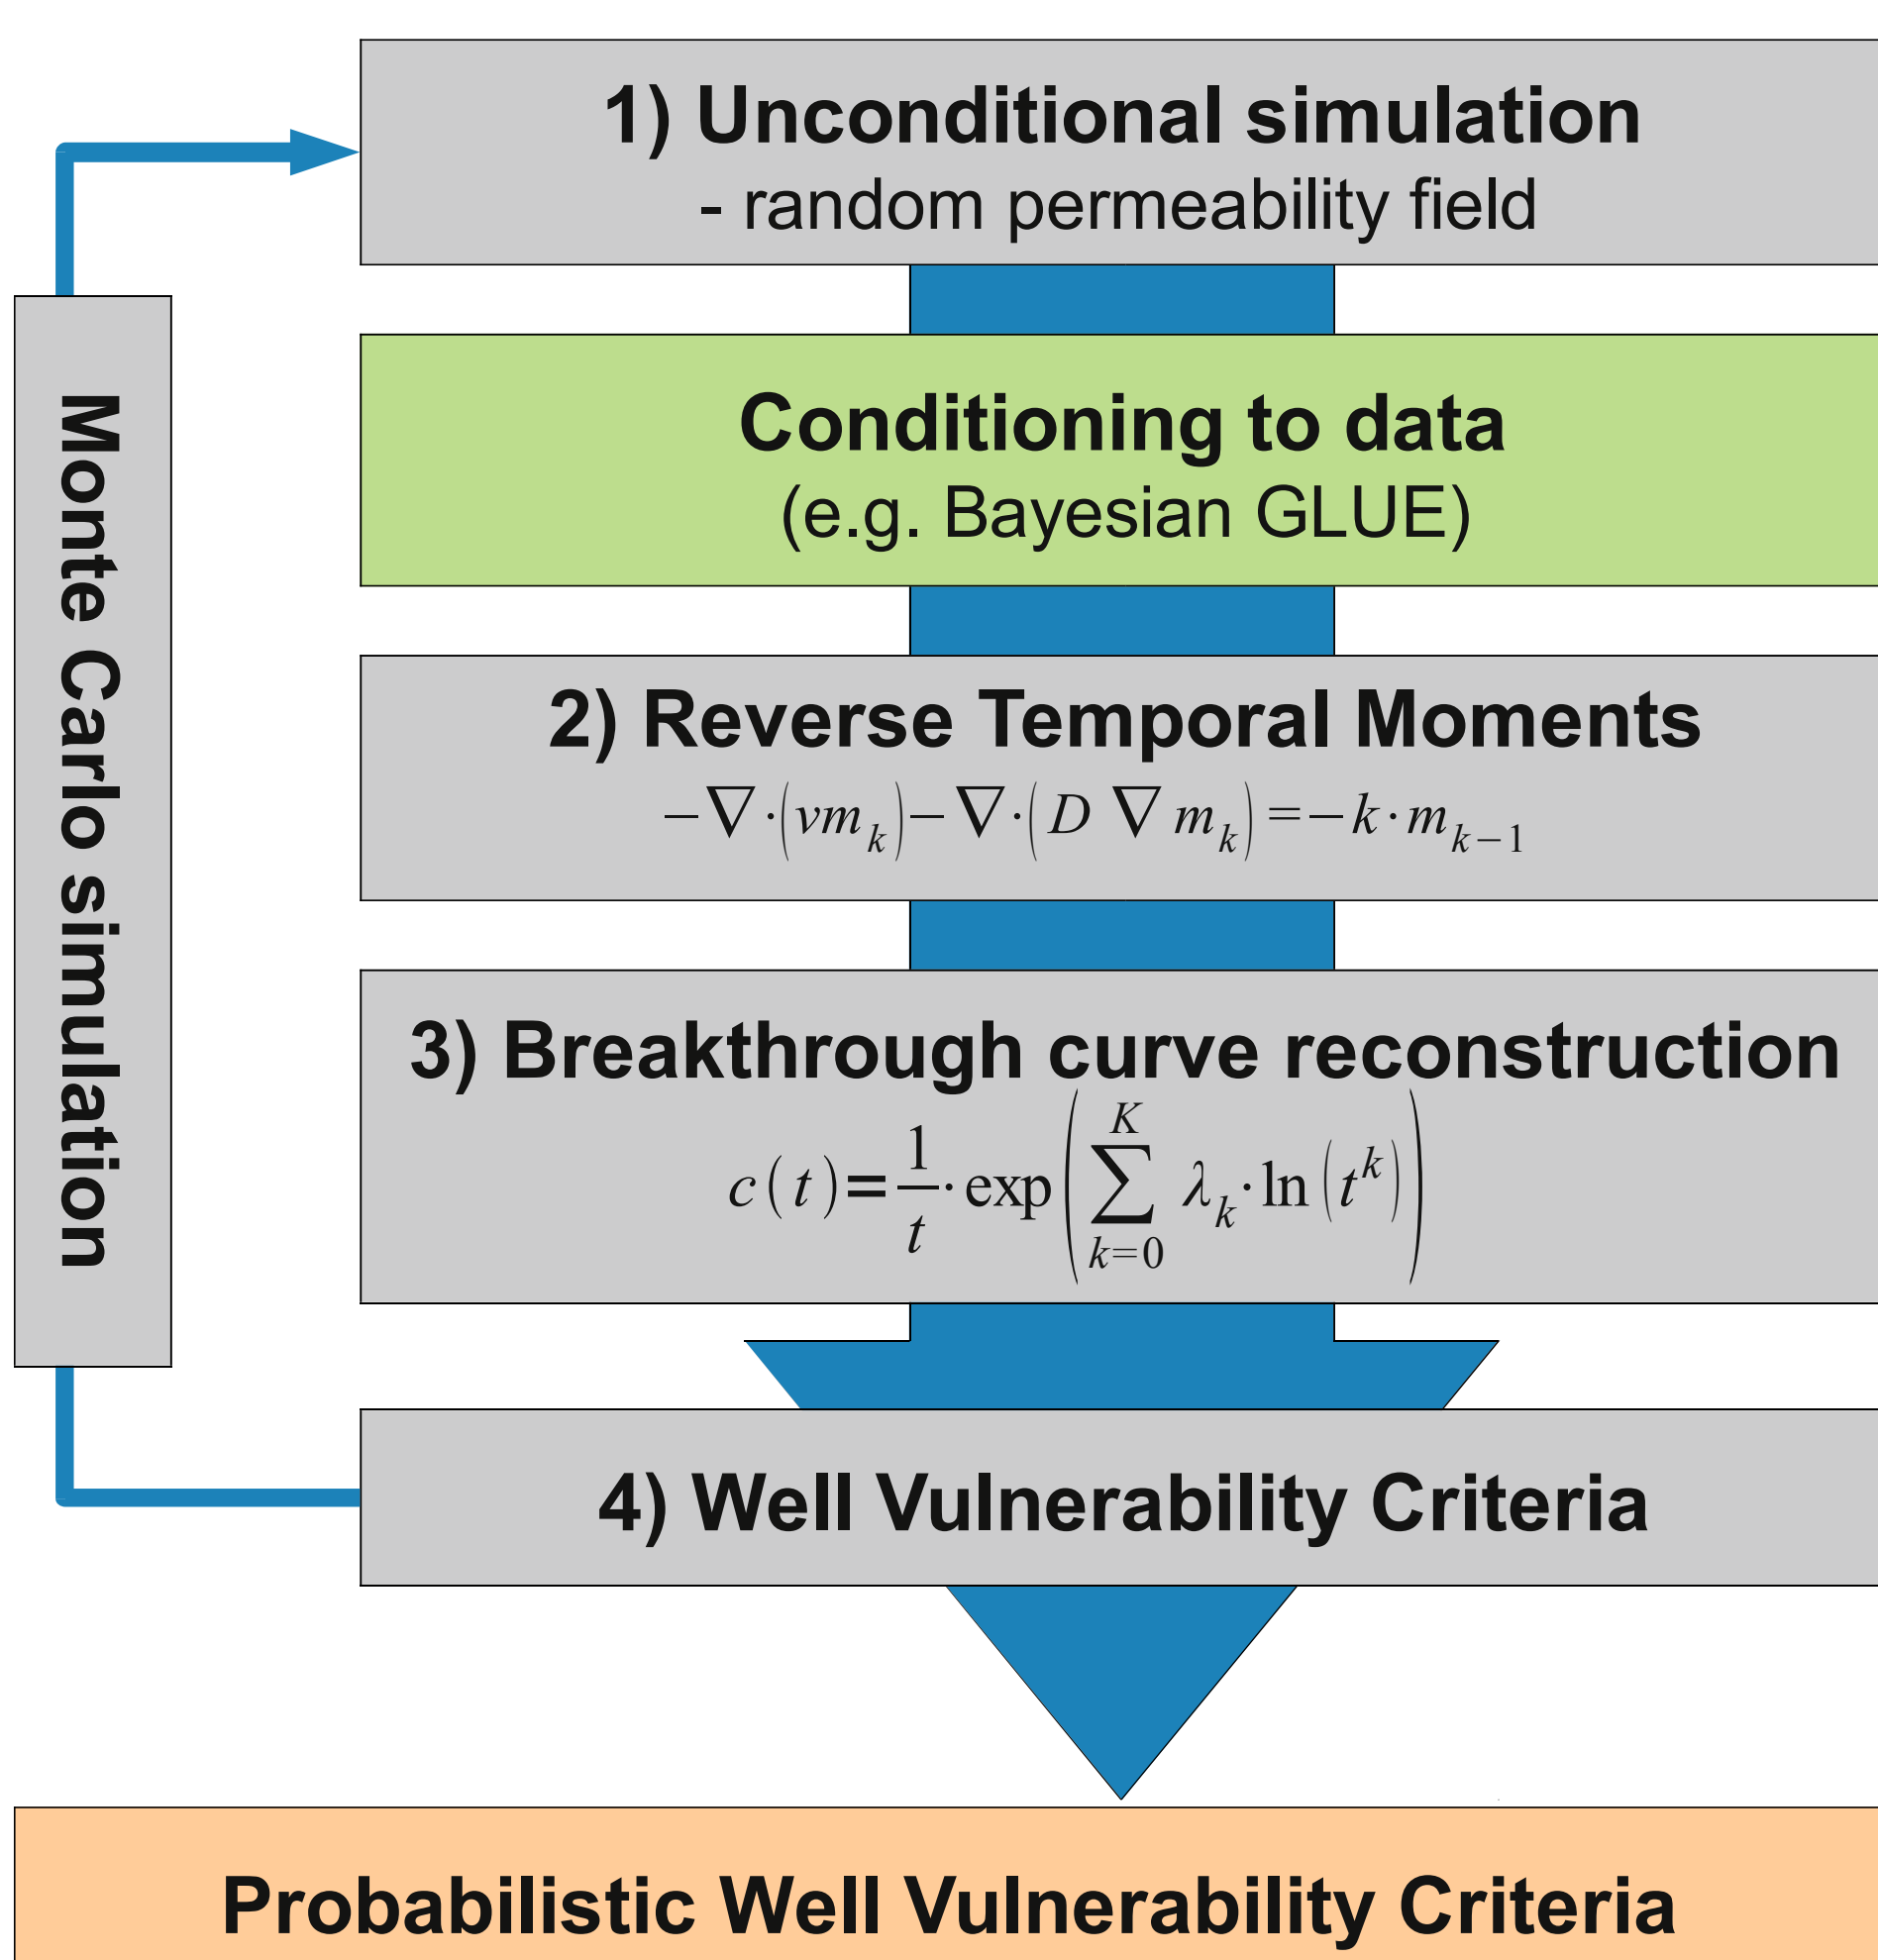 1) Unconditional simulation
- random permeability field
Conditioning to data
(e.g. Bayesian GLUE)
2) Reverse Temporal Moments
−∇·(vm_k)−∇·(D ∇ m_k)=−k·m_{k−1}
3) Breakthrough curve reconstruction
c(t)=1/t·exp(∑_{k=0}^{K} λ_k·ln(t^k))
4) Well Vulnerability Criteria
Monte Carlo simulation
Probabilistic Well Vulnerability Criteria